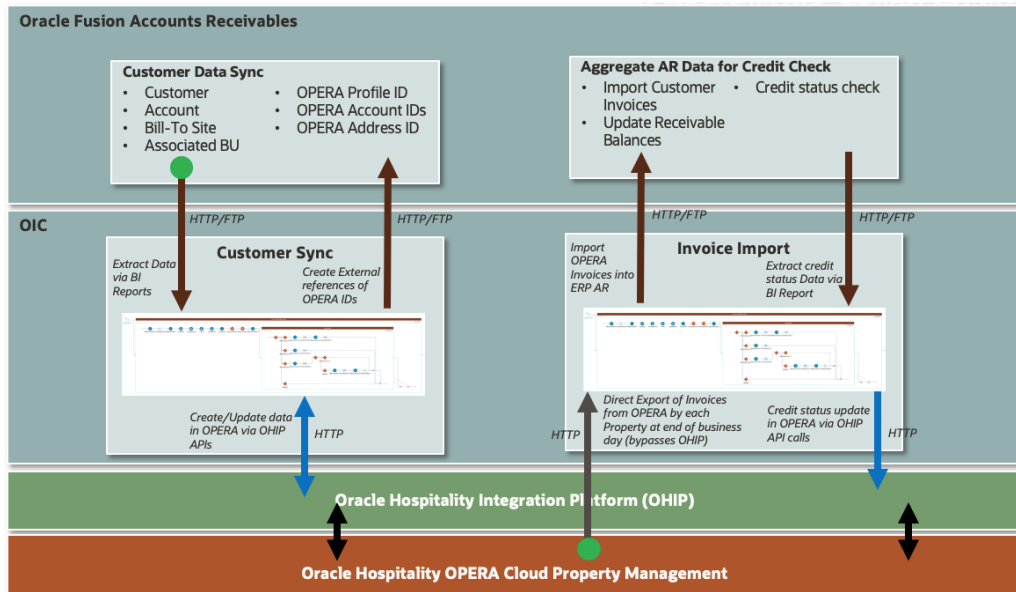 Oracle Fusion Accounts Receivables
Customer Data Sync
• Customer
• Account
• Bill-To Site
• Associated BU
• OPERA Profile ID
• OPERA Account IDs
• OPERA Address ID
Aggregate AR Data for Credit Check
• Import Customer
Invoices
• Update Receivable
Balances
• Credit status check
HTTP/FTP
HTTP/FTP
HTTP/FTP
HTTP/FTP
OIC
Customer Sync
Extract Data
via BI
Reports
Create External
references of
OPERA IDs
Create/Update data
in OPERA via OHIP
APIs
HTTP
Invoice Import
Import
OPERA
Invoices into
ERP AR
Extract credit
status Data via
BI Report
HTTP
Direct Export of Invoices
from OPERA by each
Property at end of business
day (bypasses OHIP)
Credit status update
in OPERA via OHIP
API calls
HTTP
Oracle Hospitality Integration Platform (OHIP)
Oracle Hospitality OPERA Cloud Property Management